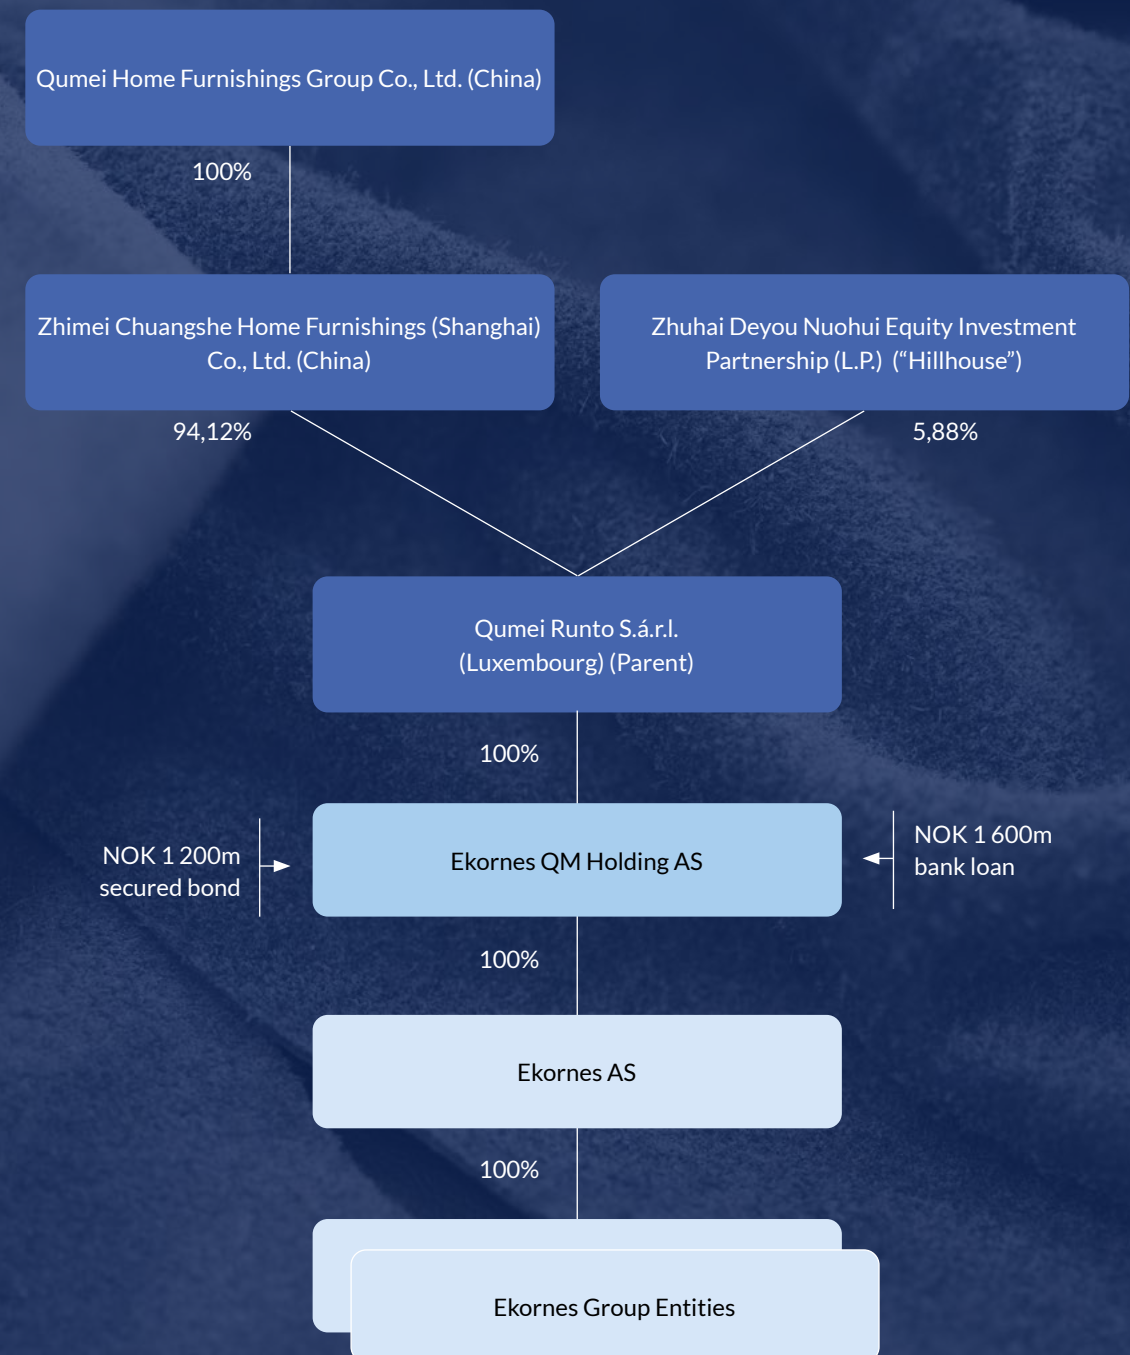 Qumei Home Furnishings Group Co., Ltd. (China)
100%
Zhimei Chuangshe Home Furnishings (Shanghai)
Co., Ltd. (China)
Zhuhai Deyou Nuohui Equity Investment
Partnership (L.P.) (“Hillhouse”)
94,12%
5,88%
Qumei Runto S.á.r.l.
(Luxembourg) (Parent)
100%
NOK 1 200m
secured bond
Ekornes QM Holding AS
NOK 1 600m
bank loan
100%
Ekornes AS
100%
Ekornes Group Entities